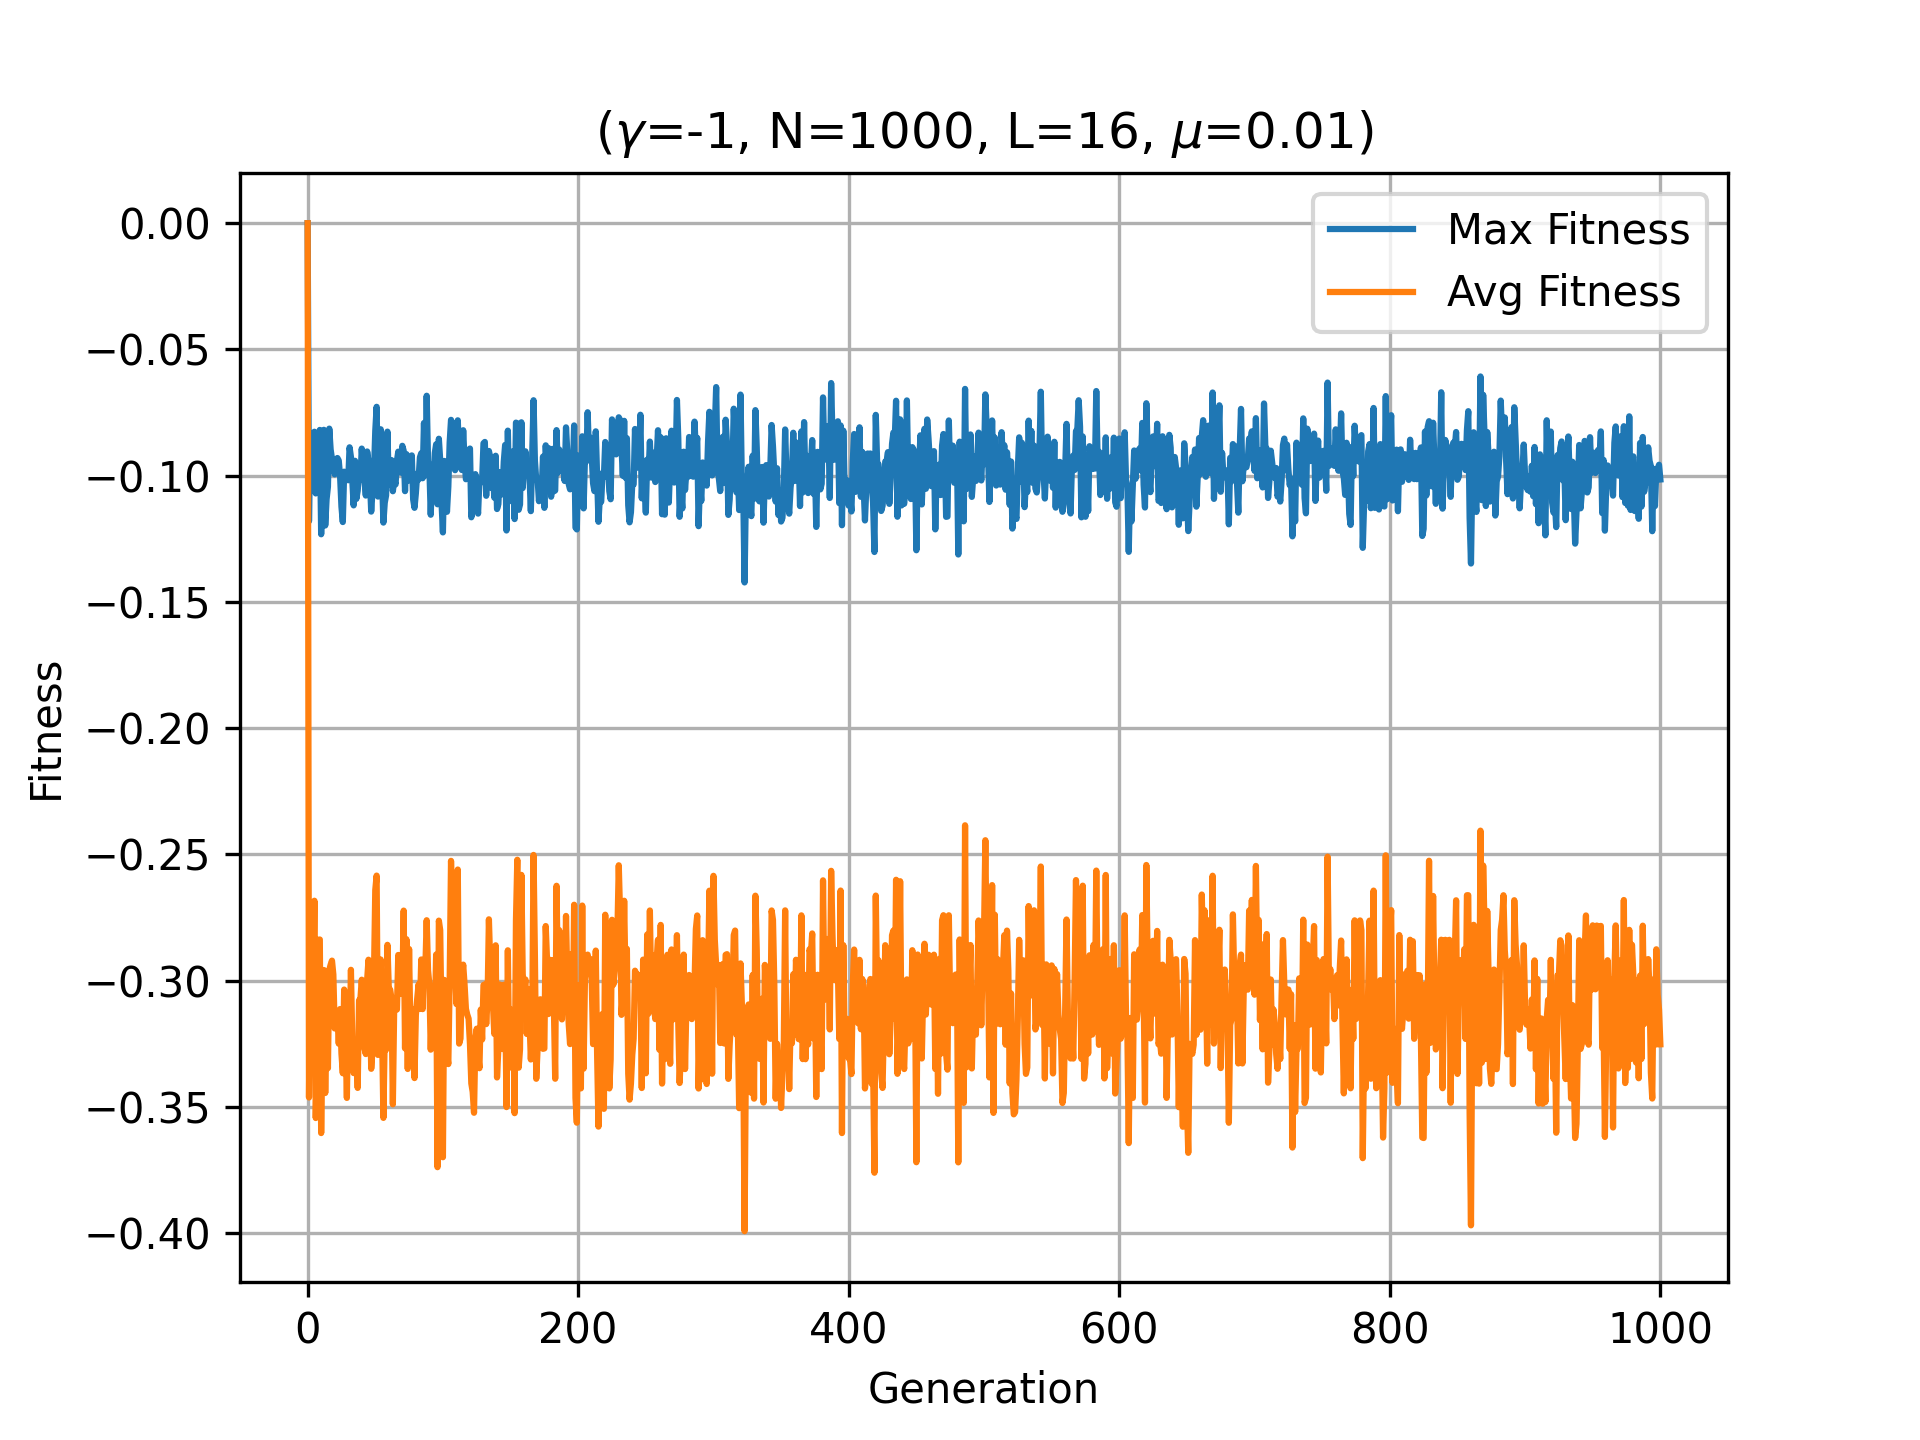 (γ=-1, N=1000, L=16, μ=0.01)
Max Fitness
Avg Fitness
0.00
−0.05
−0.10
−0.15
−0.20
−0.25
−0.30
−0.35
−0.40
Fitness
0 200 400 600 800 1000
Generation